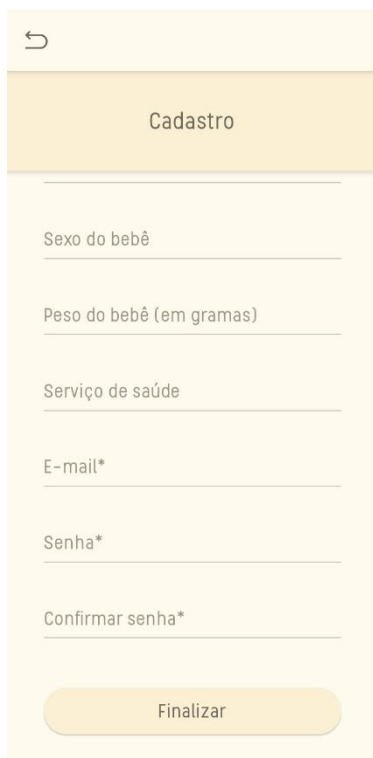 Cadastro
Sexo do bebê
Peso do bebê (em gramas)
Serviço de saúde
E-mail*
Senha*
Confirmar senha*
Finalizar